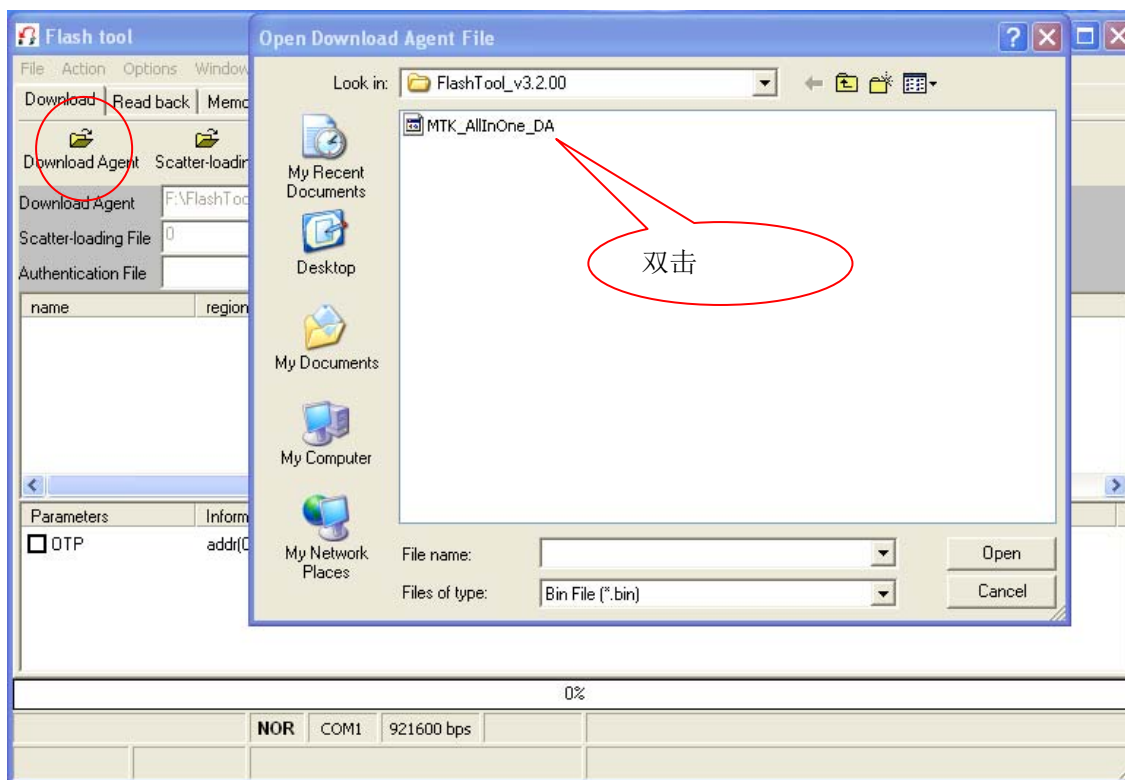 Flash tool
File Action Options Window
Download Read back Memo
Download Agent Scatter-loadin
Download Agent F:\FlashToo
Scatter-loading File 0
Authentication File
name region
Parameters Inform
OTP addr(0
Open Download Agent File
Look in: FlashTool_v3.2.00
MTK_AllInOne_DA
双击
My Recent
Documents
Desktop
My Documents
My Computer
My Network
Places
File name: Open
Files of type: Bin File (*.bin) Cancel
0%
NOR COM1 921600 bps